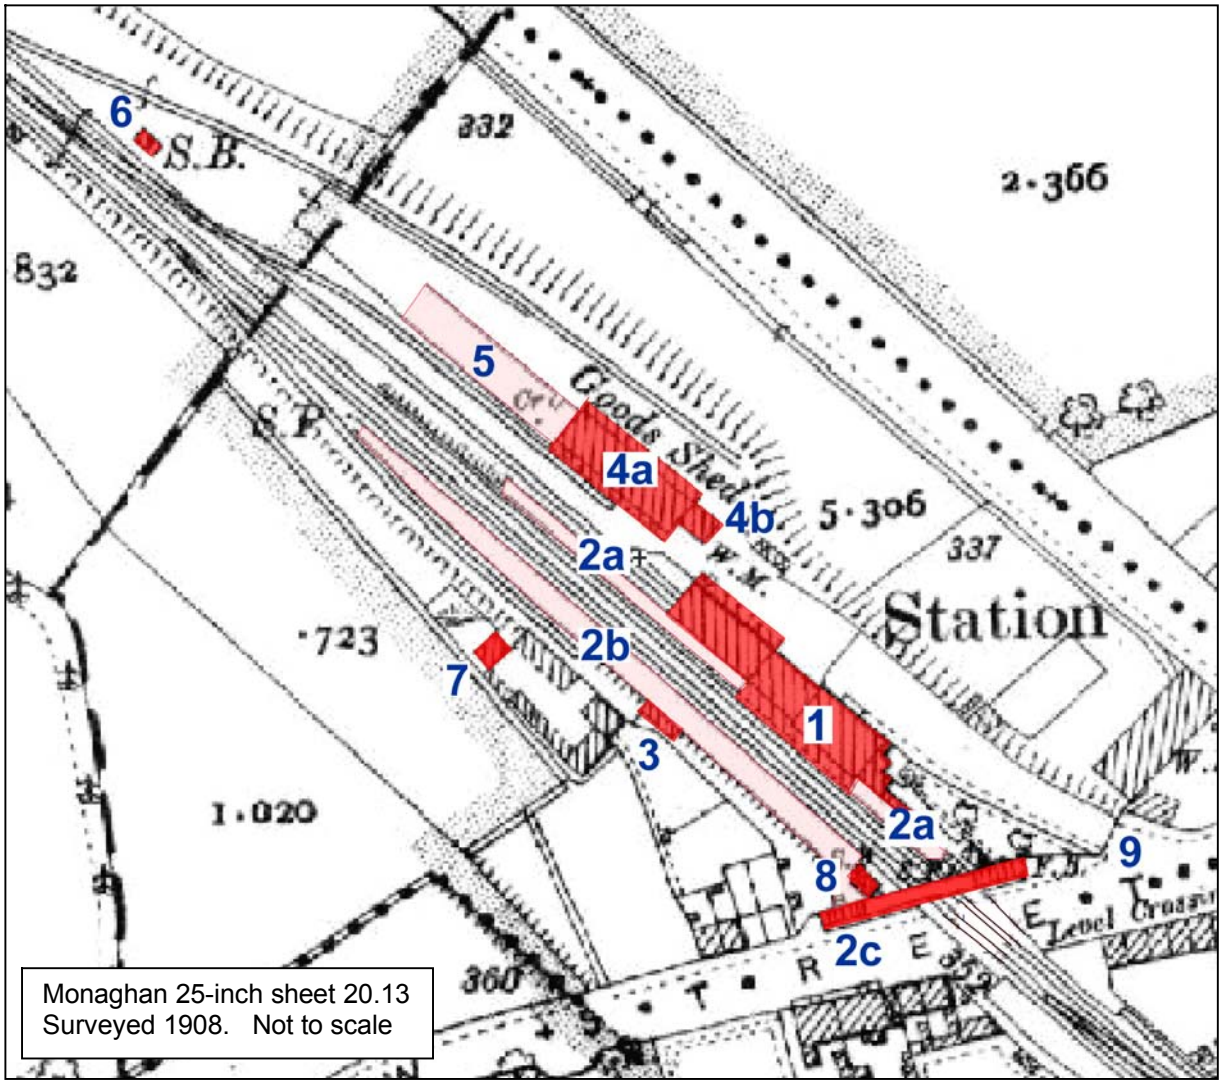 6
S.B.
332
2·366
832
5
Goods Shed
S.P.
4a
4b
5·306
337
W.M.
2a
Station
·723
2b
7
1
3
1·020
2a
9
8
F.B.
Level Crossin
2c
T R E E T
359
360
Monaghan 25-inch sheet 20.13
Surveyed 1908. Not to scale